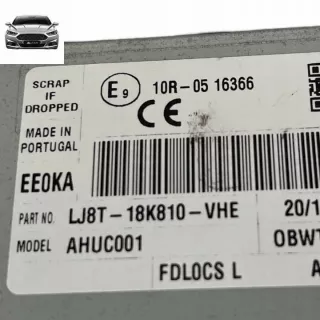 SCRAP
IF
DROPPED
E9
10R-05 16366
CE
MADE IN
PORTUGAL
EE0KA
PART NO. LJ8T-18K810-VHE 20/1
MODEL AHUC001 OBWT
FDLOCS L A